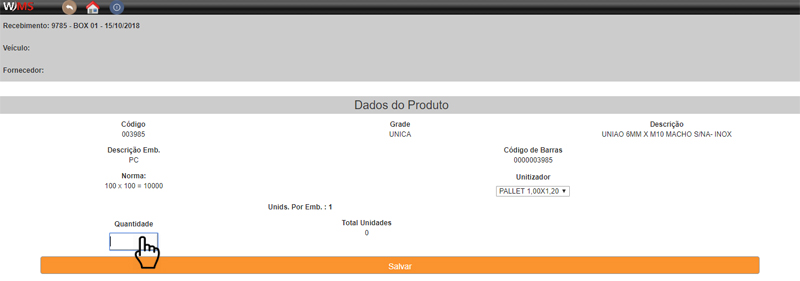 WMS
Recebimento: 9785 - BOX 01 - 15/10/2018
Veículo:
Fornecedor:
Dados do Produto
Código Grade Descrição
003985 UNICA UNIAO 6MM X M10 MACHO S/NA- INOX
Descrição Emb. Código de Barras
PC 0000003985
Norma: Unitizador
100 x 100 = 10000 PALLET 1,00X1,20
Unids. Por Emb. : 1
Quantidade Total Unidades
0
Salvar